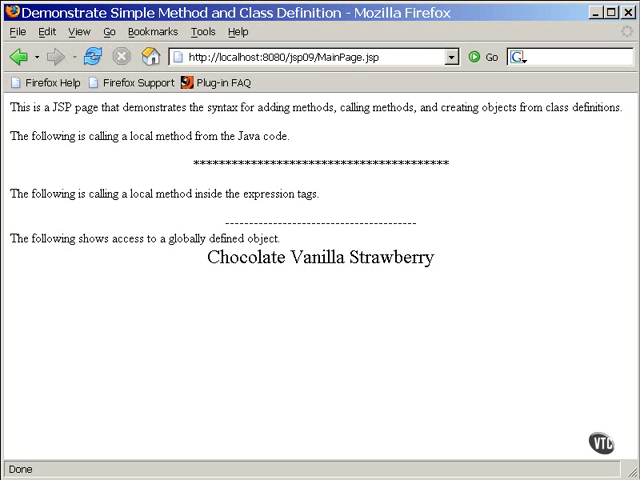 Demonstrate Simple Method and Class Definition - Mozilla Firefox
File Edit View Go Bookmarks Tools Help
http://localhost:8080/jsp09/MainPage.jsp Go G
Firefox Help Firefox Support Plug-in FAQ
This is a JSP page that demonstrates the syntax for adding methods, calling methods, and creating objects from class definitions.
The following is calling a local method from the Java code.
****************************************
The following is calling a local method inside the expression tags.
----------------------------------------
The following shows access to a globally defined object.
Chocolate Vanilla Strawberry
VTC
Done